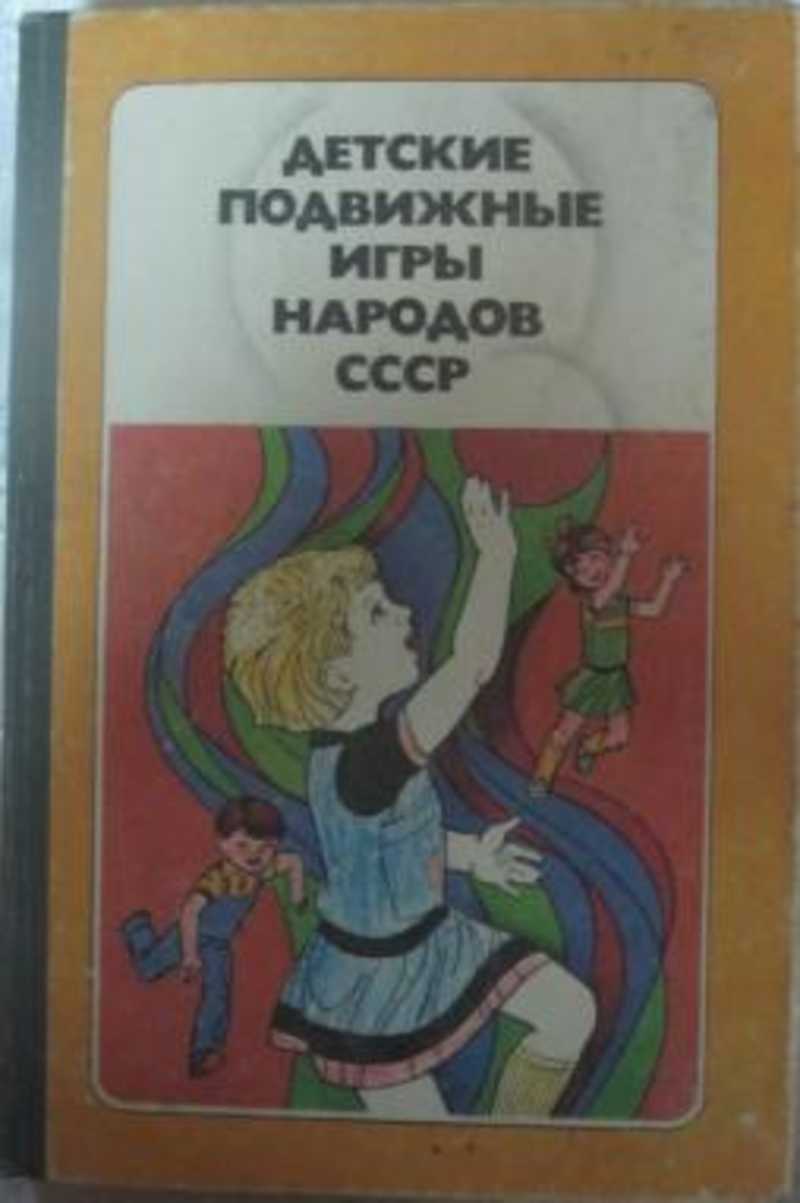 ДЕТСКИЕ
ПОДВИЖНЫЕ
ИГРЫ
НАРОДОВ
СССР